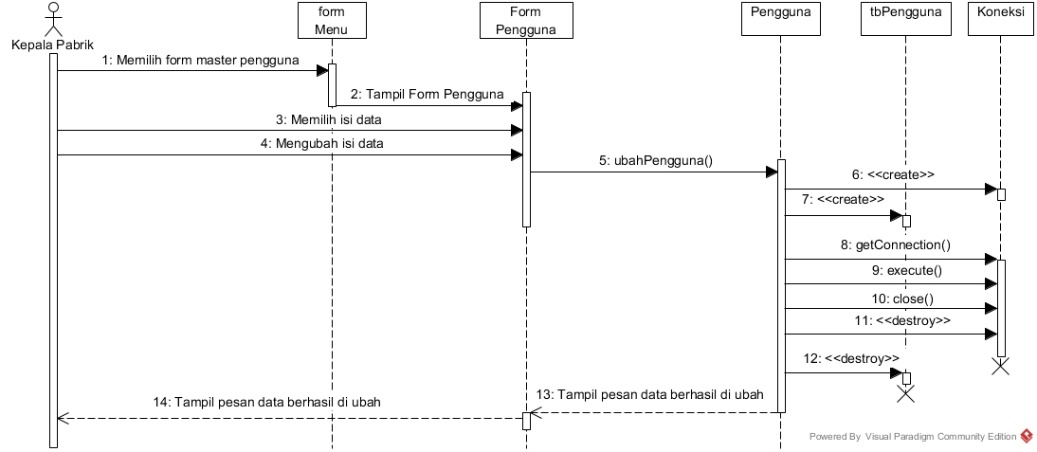 form
Menu
Form
Pengguna
Pengguna
tbPengguna
Koneksi
Kepala Pabrik
1: Memilih form master pengguna
2: Tampil Form Pengguna
3: Memilih isi data
4: Mengubah isi data
5: ubahPengguna()
6: <<create>>
7: <<create>>
8: getConnection()
9: execute()
10: close()
11: <<destroy>>
12: <<destroy>>
13: Tampil pesan data berhasil di ubah
14: Tampil pesan data berhasil di ubah
Powered By Visual Paradigm Community Edition